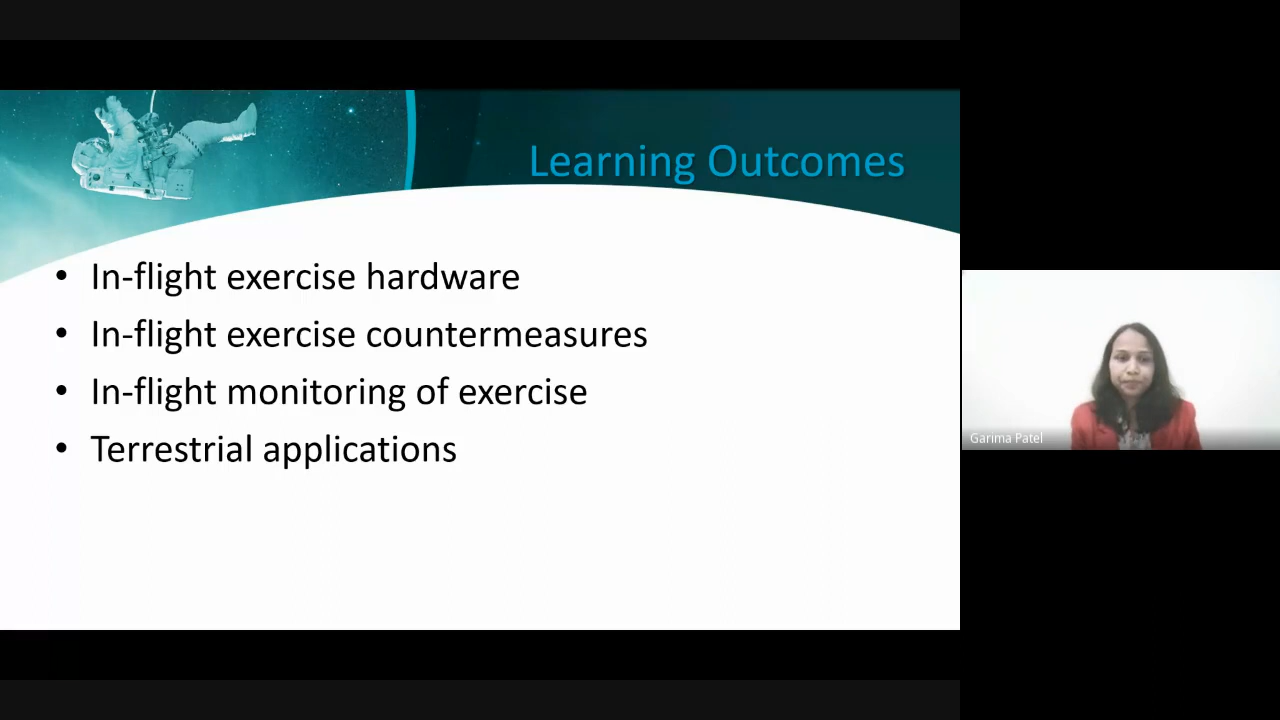 Learning Outcomes
• In-flight exercise hardware
• In-flight exercise countermeasures
• In-flight monitoring of exercise
• Terrestrial applications
Garima Patel